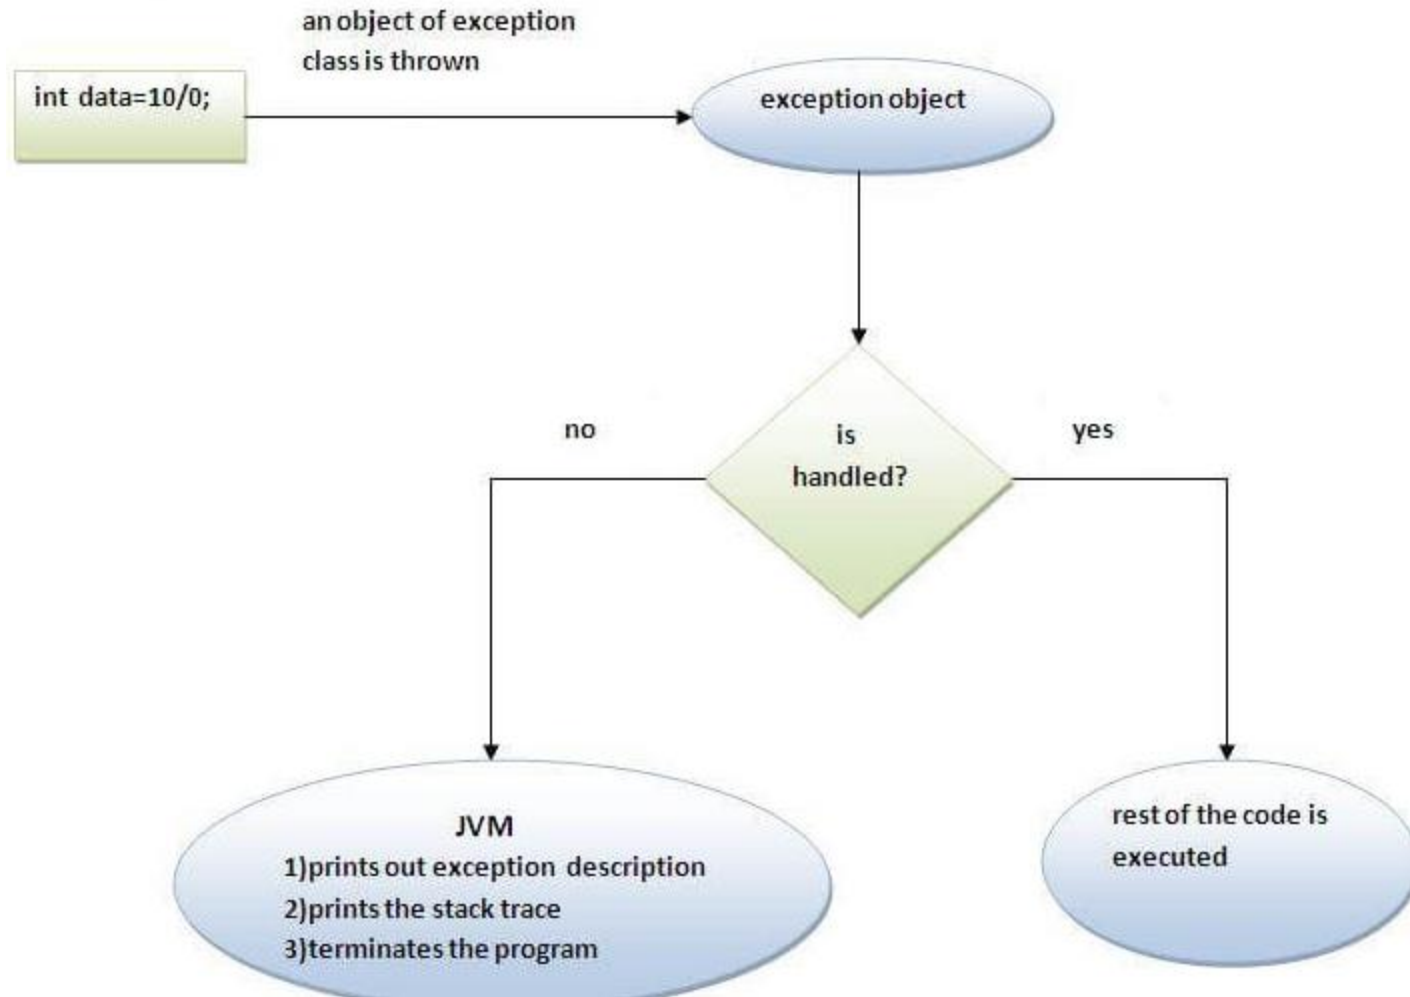 an object of exception
class is thrown
int data=10/0;
exception object
no
is
handled?
yes
JVM
1)prints out exception description
2)prints the stack trace
3)terminates the program
rest of the code is
executed